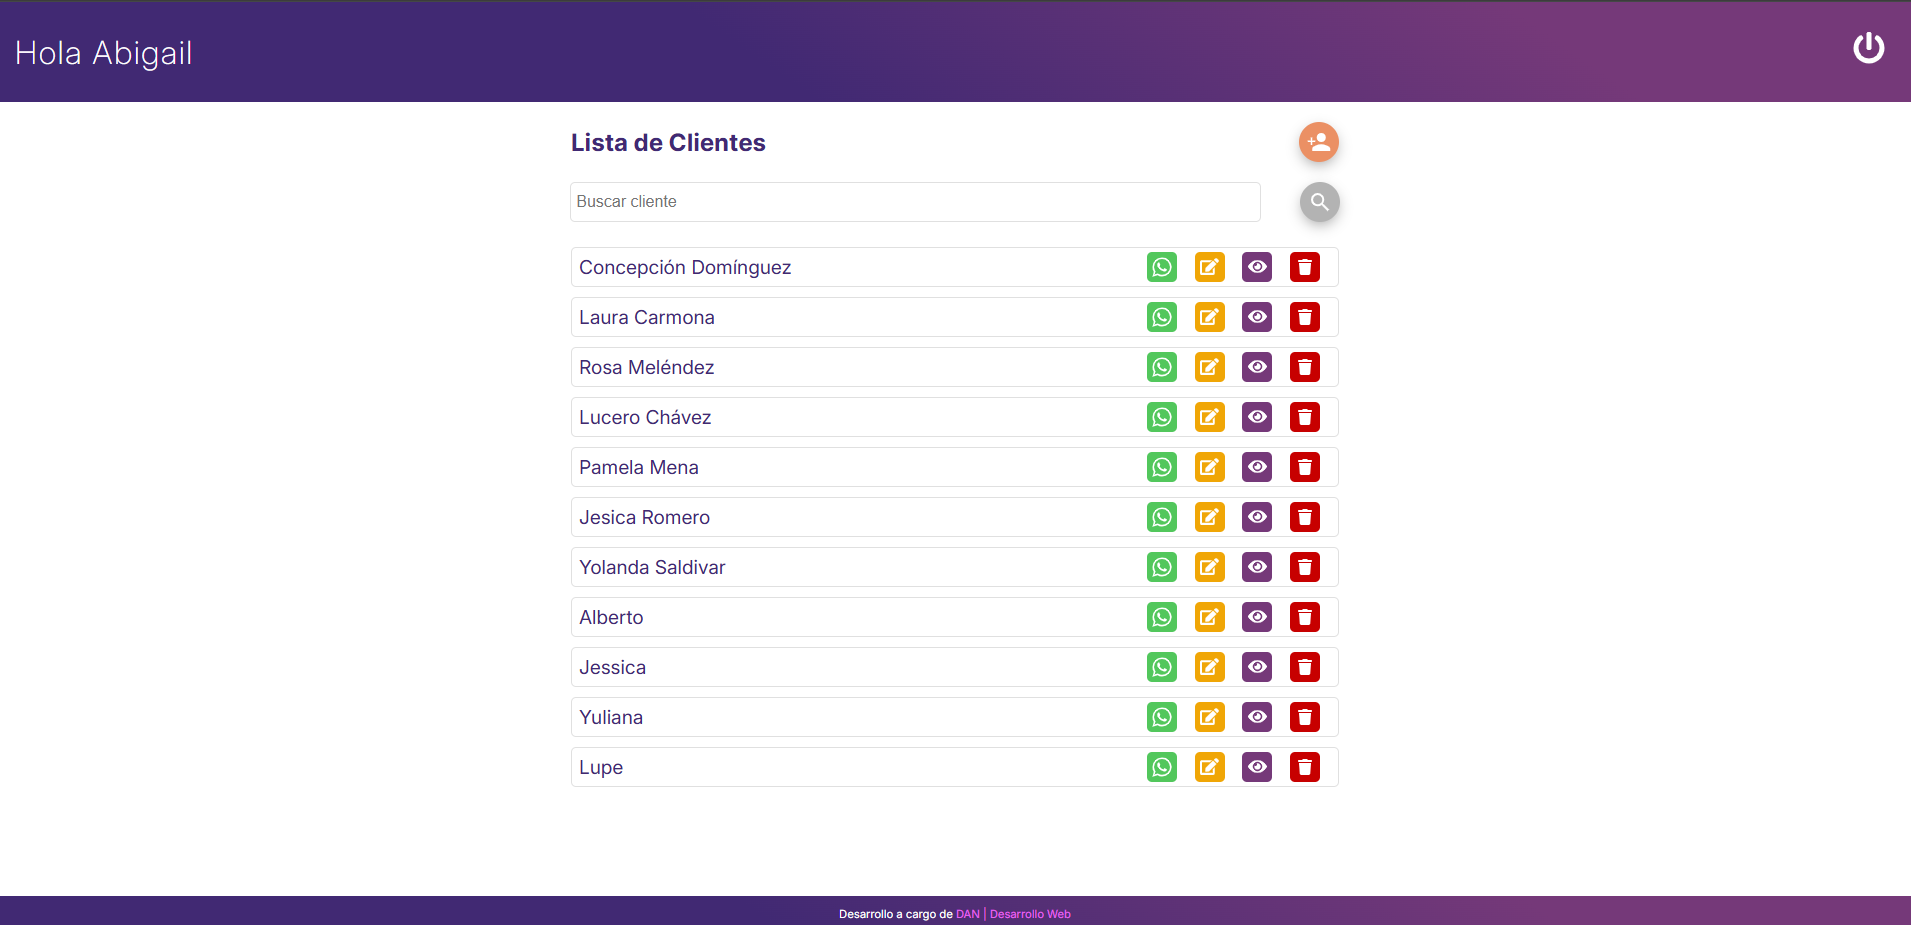 Hola Abigail
Lista de Clientes
Buscar cliente
Concepción Domínguez
Laura Carmona
Rosa Meléndez
Lucero Chávez
Pamela Mena
Jesica Romero
Yolanda Saldivar
Alberto
Jessica
Yuliana
Lupe
Desarrollo a cargo de DAN | Desarrollo Web